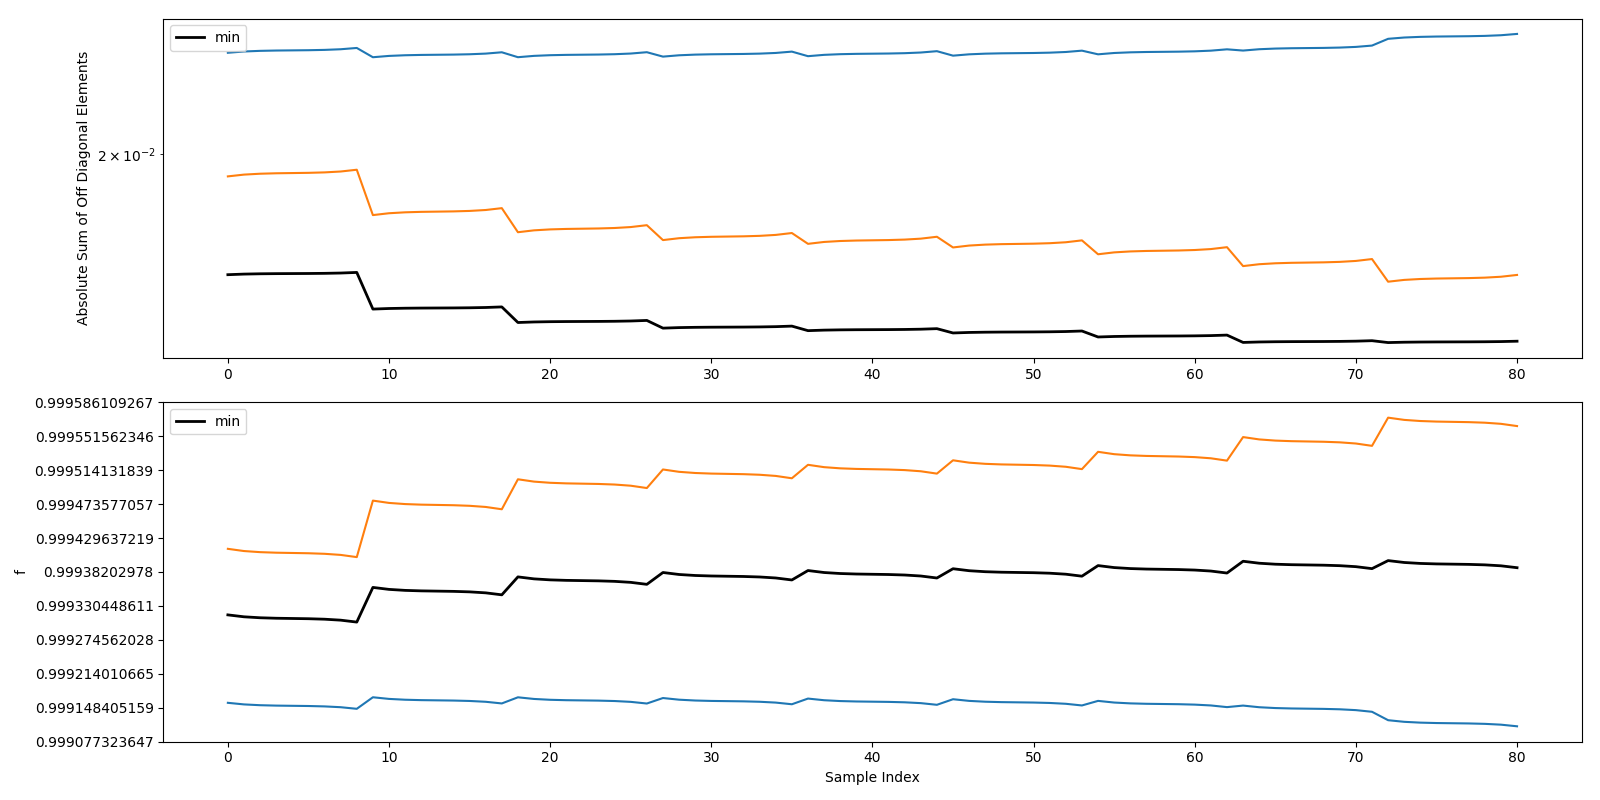 min
Absolute Sum of Off Diagonal Elements
2 × 10⁻²
0 10 20 30 40 50 60 70 80
min
f
0.999586109267
0.999551562346
0.999514131839
0.999473577057
0.999429637219
0.99938202978
0.999330448611
0.999274562028
0.999214010665
0.999148405159
0.999077323647
0 10 20 30 40 50 60 70 80
Sample Index